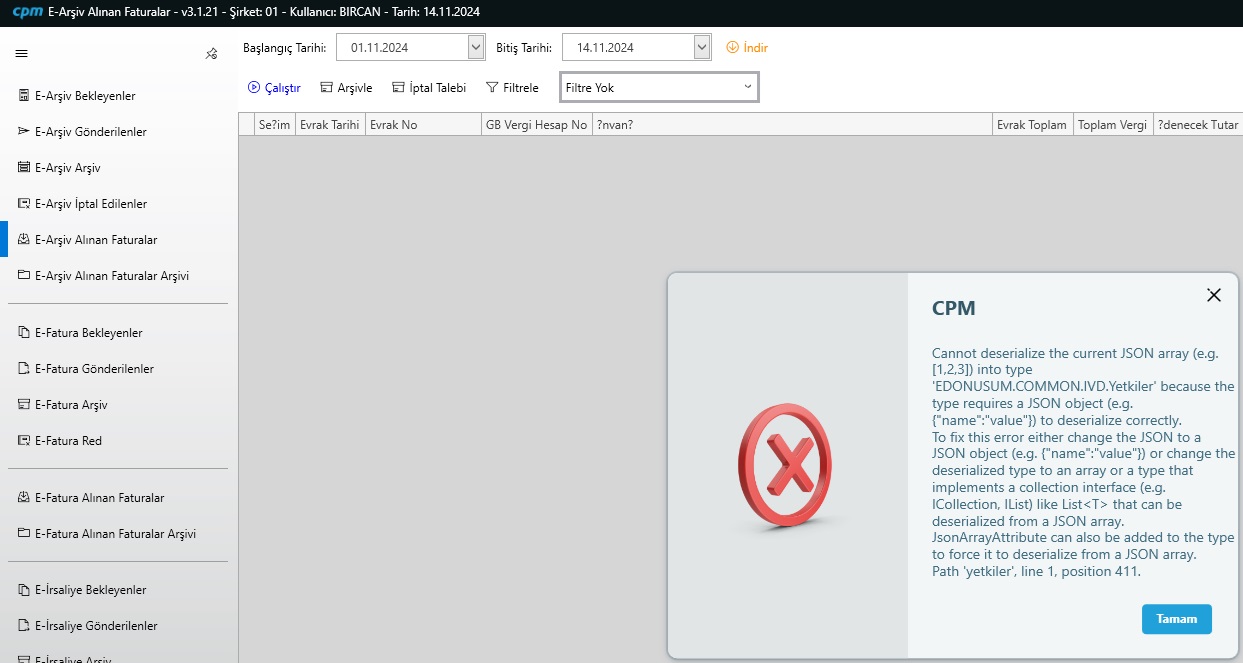 cpm E-Arşiv Alınan Faturalar - v3.1.21 - Şirket: 01 - Kullanıcı: BIRCAN - Tarih: 14.11.2024
Başlangıç Tarihi: 01.11.2024 Bitiş Tarihi: 14.11.2024 İndir
Çalıştır Arşivle İptal Talebi Filtrele Filtre Yok
Se?im Evrak Tarihi Evrak No GB Vergi Hesap No ?nvan? Evrak Toplam Toplam Vergi ?denecek Tutar
E-Arşiv Bekleyenler
E-Arşiv Gönderilenler
E-Arşiv Arşiv
E-Arşiv İptal Edilenler
E-Arşiv Alınan Faturalar
E-Arşiv Alınan Faturalar Arşivi
E-Fatura Bekleyenler
E-Fatura Gönderilenler
E-Fatura Arşiv
E-Fatura Red
E-Fatura Alınan Faturalar
E-Fatura Alınan Faturalar Arşivi
E-İrsaliye Bekleyenler
E-İrsaliye Gönderilenler
E-İrsaliye Arşiv
CPM
Cannot deserialize the current JSON array (e.g.
[1,2,3]) into type
'EDONUSUM.COMMON.IVD.Yetkiler' because the
type requires a JSON object (e.g.
{"name":"value"}) to deserialize correctly.
To fix this error either change the JSON to a
JSON object (e.g. {"name":"value"}) or change the
deserialized type to an array or a type that
implements a collection interface (e.g.
ICollection, IList) like List<T> that can be
deserialized from a JSON array.
JsonArrayAttribute can also be added to the type
to force it to deserialize from a JSON array.
Path 'yetkiler', line 1, position 411.
Tamam